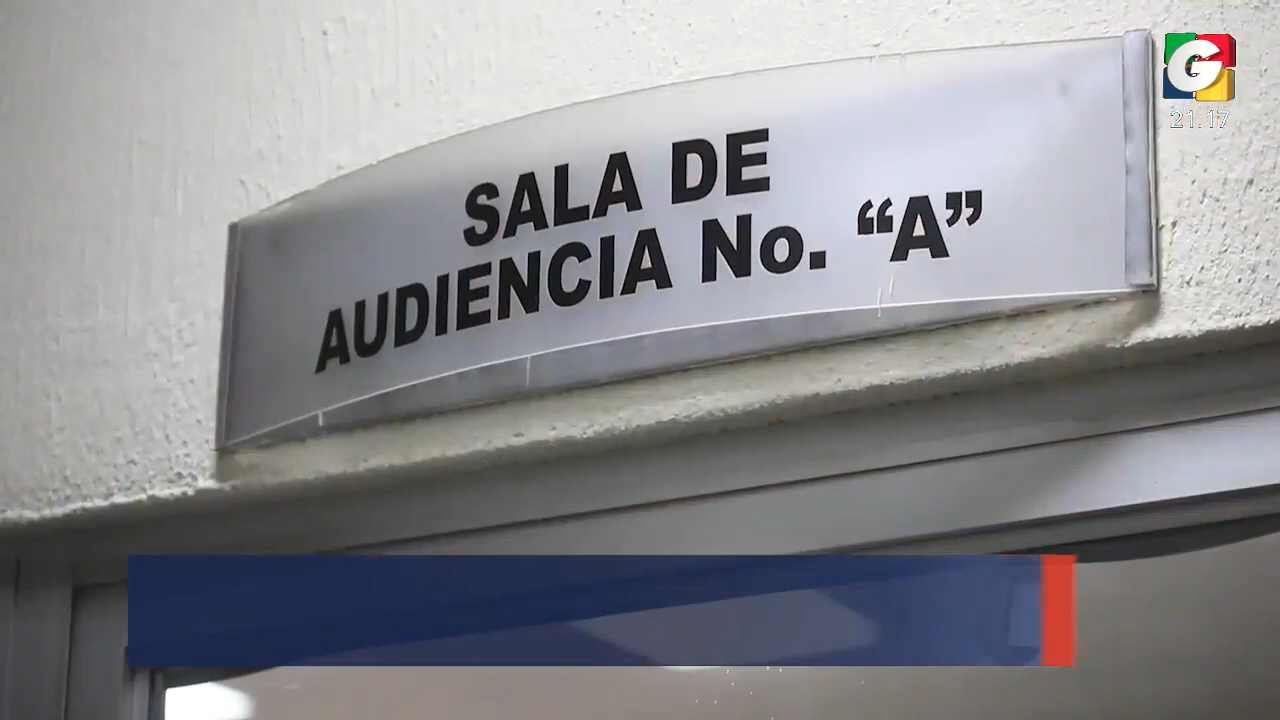 SALA DE
AUDIENCIA No. “A”
G
21:17